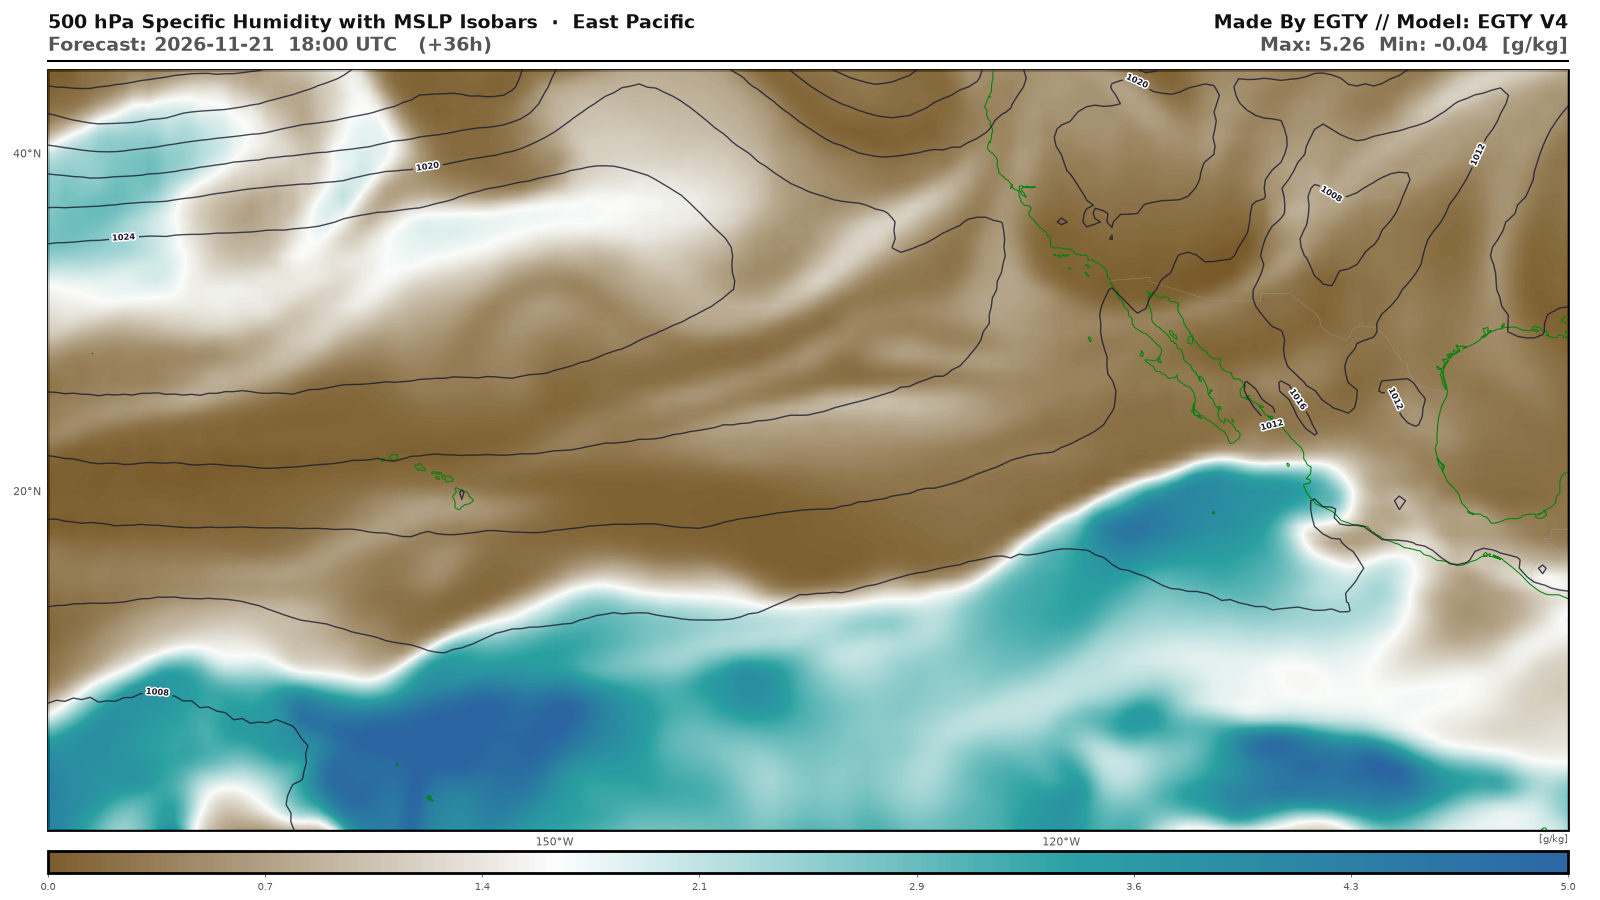 500 hPa Specific Humidity with MSLP Isobars · East Pacific
Made By EGTY // Model: EGTY V4
Forecast: 2026-11-21 18:00 UTC (+36h)
Max: 5.26 Min: -0.04 [g/kg]
1020
40°N
1012
1020
1008
1024
1016
1012
1012
20°N
1008
150°W
120°W
[g/kg]
0.0
0.7
1.4
2.1
2.9
3.6
4.3
5.0